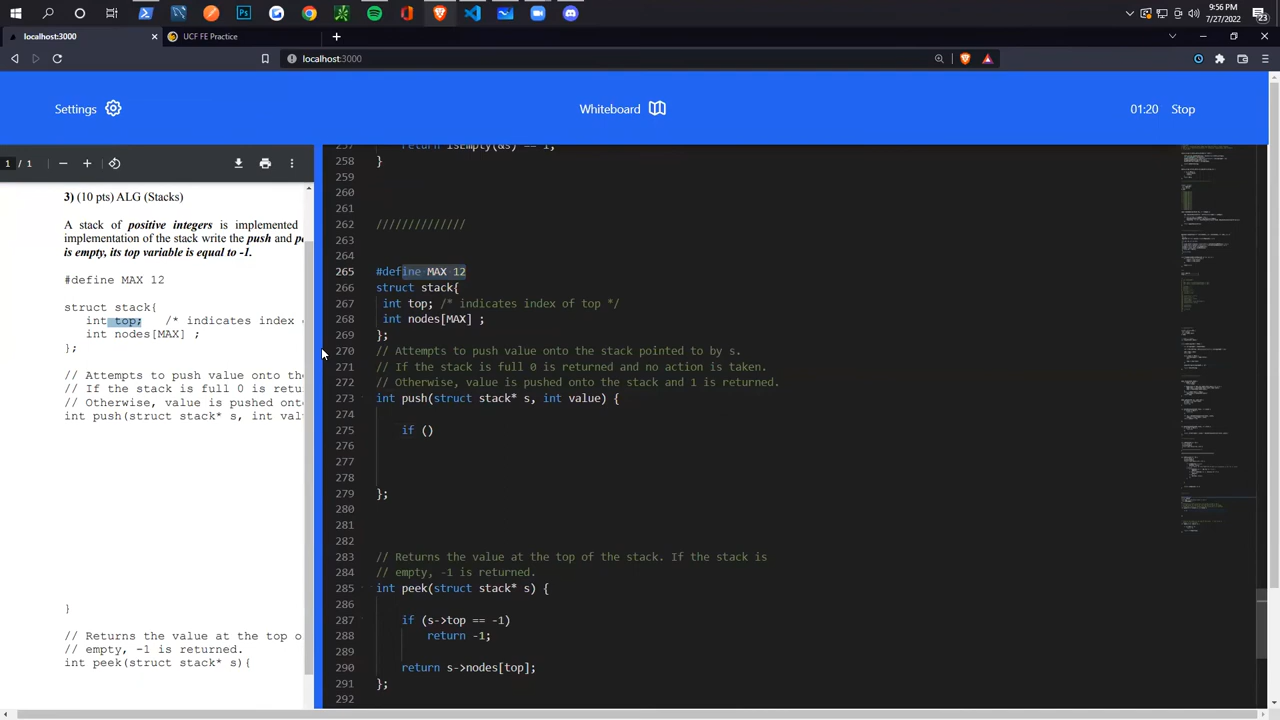 9:56 PM
7/27/2022
23
localhost:3000
UCF FE Practice
localhost:3000
Settings
Whiteboard
01:20 Stop
1 / 1
3) (10 pts) ALG (Stacks)
A stack of positive integers is implemented
implementation of the stack write the push and
is empty, its top variable is equal to -1.
#define MAX 12
struct stack{
int top; /* indicates index
int nodes[MAX] ;
};
// Attempts to push value onto the
// If the stack is full 0 is
// Otherwise, value is pushed
int push(struct stack* s, int
}
// Returns the value at the top
// empty, -1 is returned.
int peek(struct stack* s){
257 return isEmpty(&s) == 1;
258 }
259
260
261
262 //////////////
263
264
265 #define MAX 12
266 struct stack{
267 int top; /* indicates index of top */
268 int nodes[MAX] ;
269 };
270 // Attempts to push value onto the stack pointed to by s.
271 // If the stack is full 0 is returned and no action is taken.
272 // Otherwise, value is pushed onto the stack and 1 is returned.
273 int push(struct stack* s, int value) {
274
275 if ()
276
277
278
279 };
280
281
282
283 // Returns the value at the top of the stack. If the stack is
284 // empty, -1 is returned.
285 int peek(struct stack* s) {
286
287 if (s->top == -1)
288 return -1;
289
290 return s->nodes[top];
291 };
292